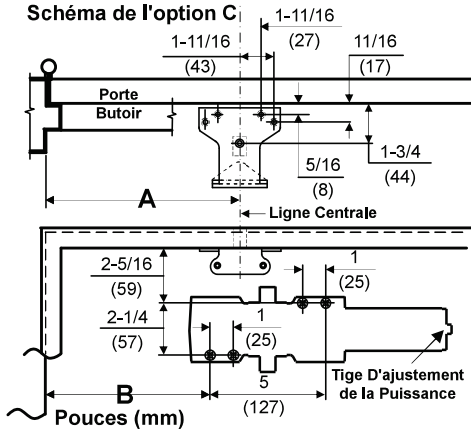 Schéma de l'option C
1-11/16
(27)
1-11/16
(43)
11/16
(17)
Porte
Butoir
5/16
(8)
1-3/4
(44)
A
Ligne Centrale
2-5/16
(59)
1
(25)
2-1/4
(57)
1
(25)
5
(127)
B
Tige D'ajustement
de la Puissance
Pouces (mm)